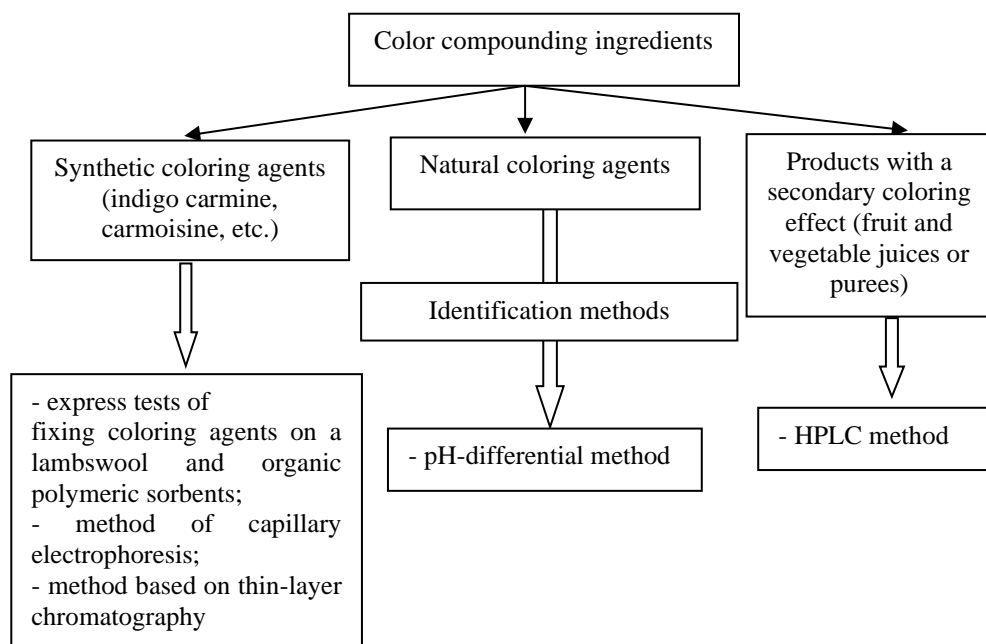 Color compounding ingredients
Synthetic coloring agents
(indigo carmine,
carmoisine, etc.)
Natural coloring agents
Products with a
secondary coloring
effect (fruit and
vegetable juices or
purees)
Identification methods
- express tests of
fixing coloring agents on a
lambswool and organic
polymeric sorbents;
- method of capillary
electrophoresis;
- method based on thin-layer
chromatography
- pH-differential method
- HPLC method